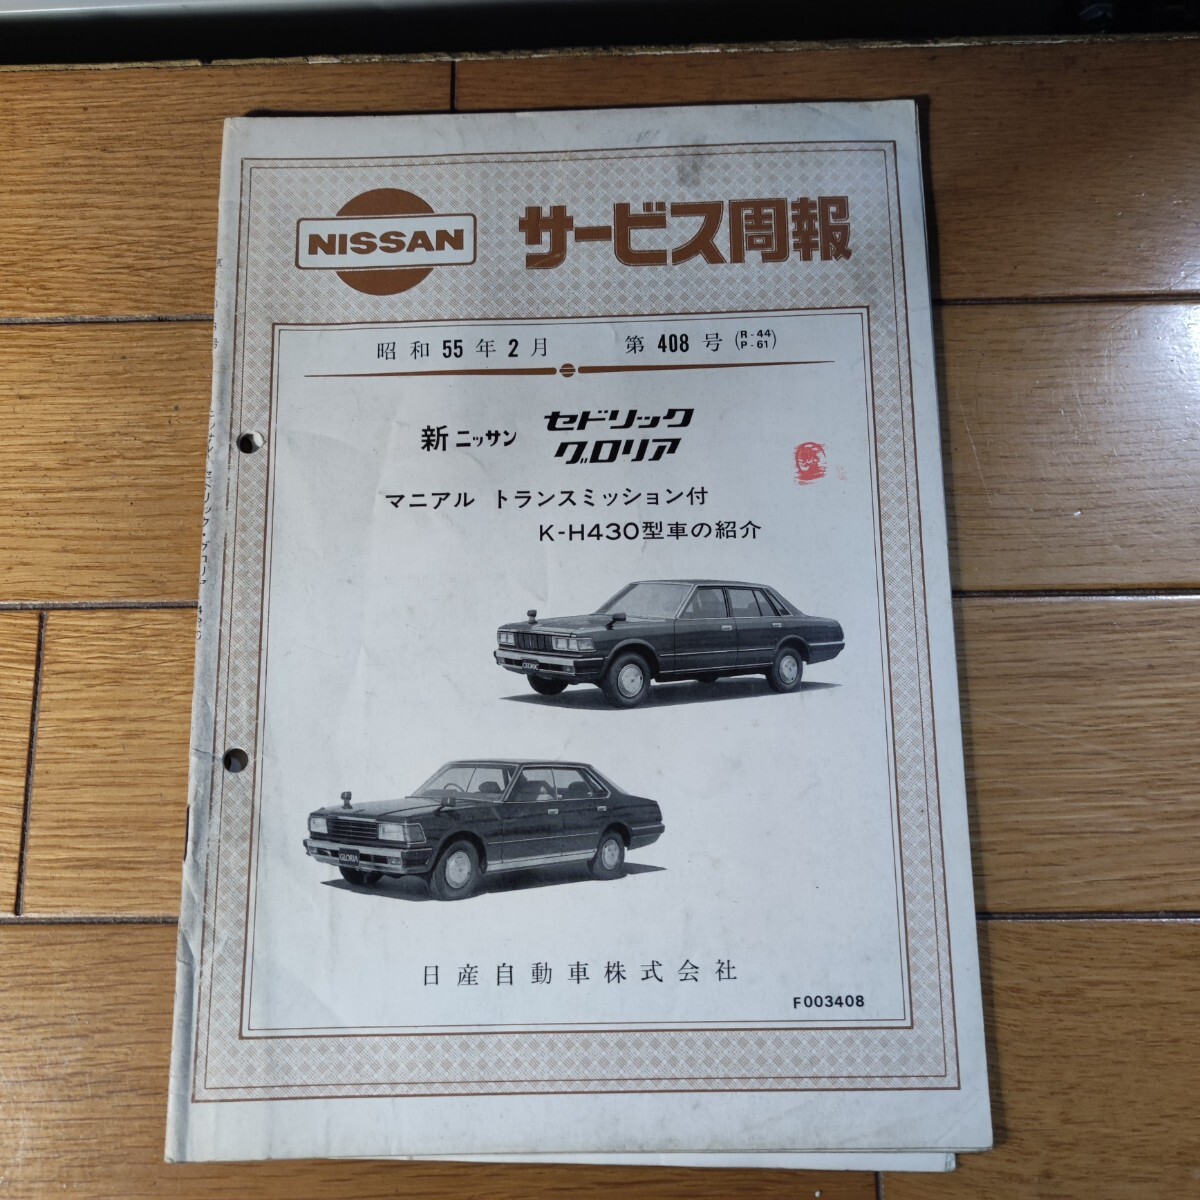 NISSAN
サービス周報
昭和55年2月 第408号(R-44 P-61)
新 ニッサン セドリック グロリア
マニアル トランスミッション付
K-H430型車の紹介
CEDRIC
GLORIA
日産自動車株式会社
F003408